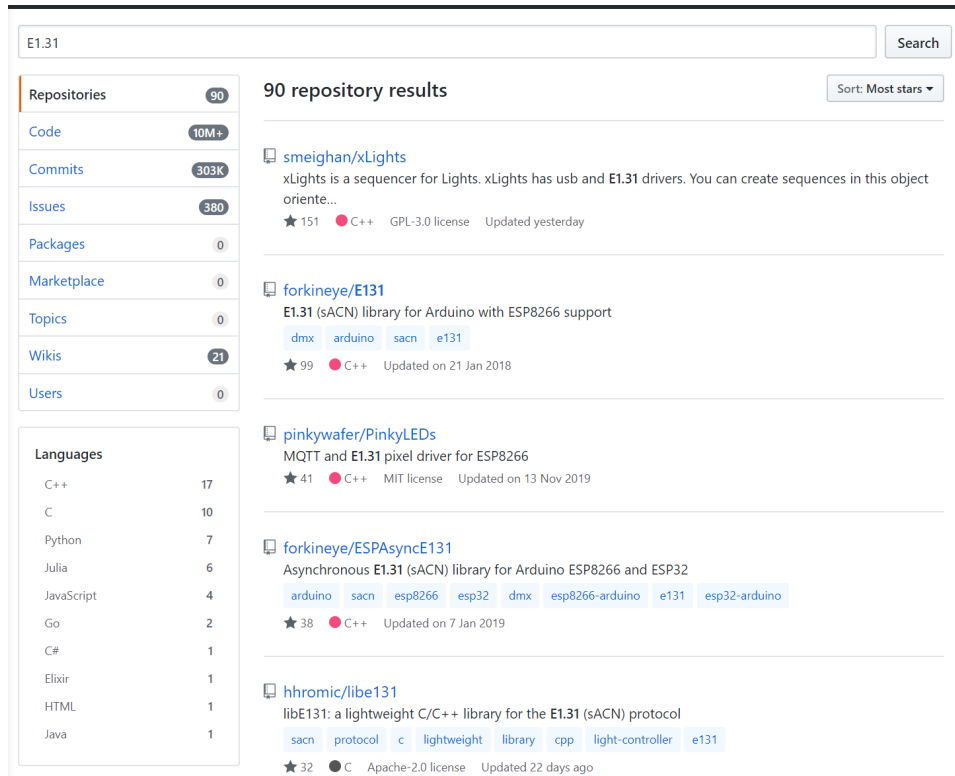 E1.31
Search
Repositories 90
Code 10M+
Commits 303K
Issues 380
Packages 0
Marketplace 0
Topics 0
Wikis 21
Users 0
Languages
C++ 17
C 10
Python 7
Julia 6
JavaScript 4
Go 2
C# 1
Elixir 1
HTML 1
Java 1
90 repository results
Sort: Most stars
smeighan/xLights
xLights is a sequencer for Lights. xLights has usb and E1.31 drivers. You can create sequences in this object
oriente...
151 C++ GPL-3.0 license Updated yesterday
forkineye/E131
E1.31 (sACN) library for Arduino with ESP8266 support
dmx arduino sacn e131
99 C++ Updated on 21 Jan 2018
pinkywafer/PinkyLEDs
MQTT and E1.31 pixel driver for ESP8266
41 C++ MIT license Updated on 13 Nov 2019
forkineye/ESPAsyncE131
Asynchronous E1.31 (sACN) library for Arduino ESP8266 and ESP32
arduino sacn esp8266 esp32 dmx esp8266-arduino e131 esp32-arduino
38 C++ Updated on 7 Jan 2019
hhromic/libe131
libE131: a lightweight C/C++ library for the E1.31 (sACN) protocol
sacn protocol c lightweight library cpp light-controller e131
32 C Apache-2.0 license Updated 22 days ago